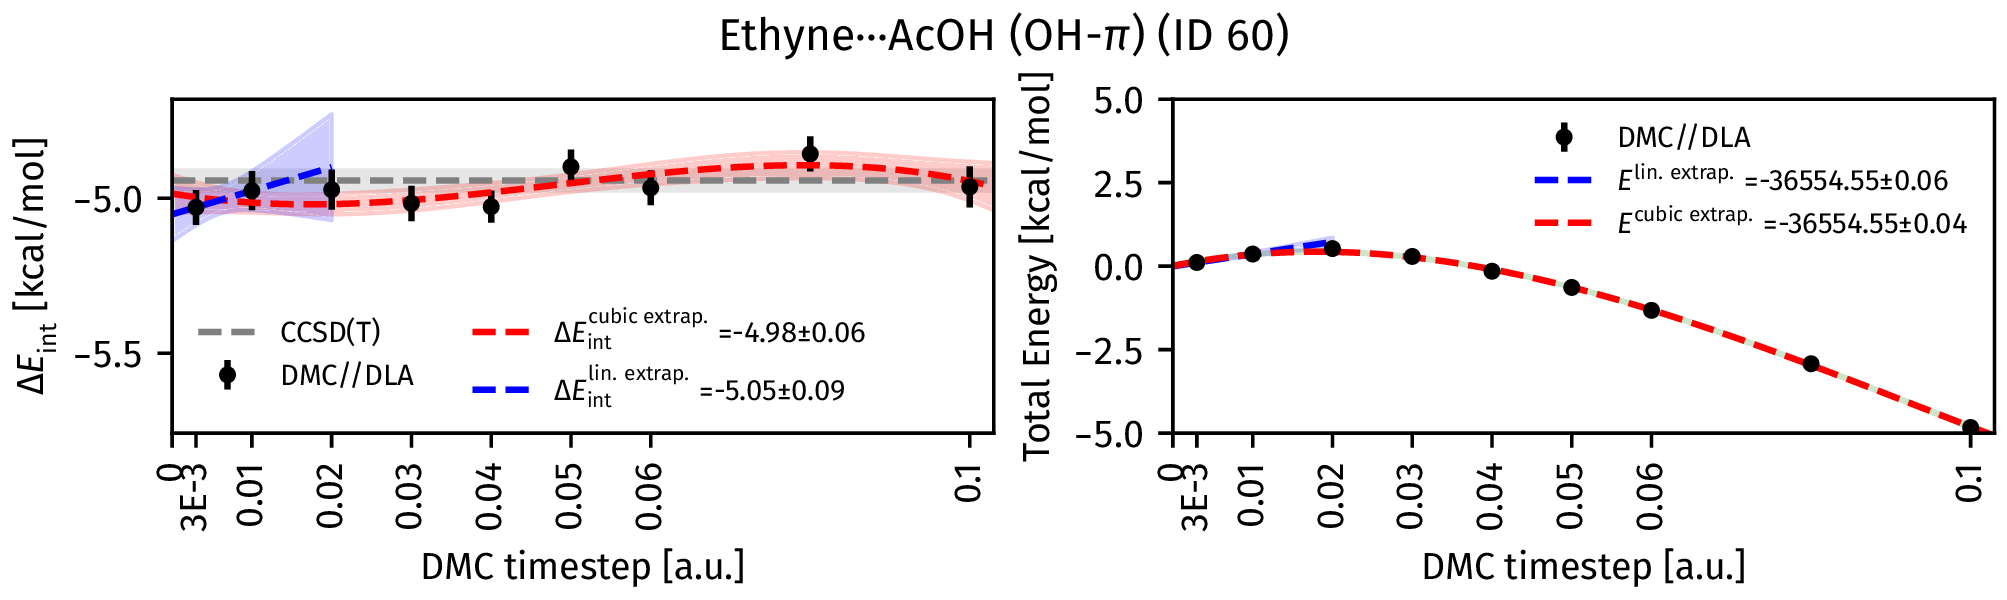 Ethyne···AcOH (OH-π) (ID 60)
ΔE_int [kcal/mol]
−5.0
−5.5
CCSD(T)
DMC//DLA
ΔE_int^cubic extrap. =-4.98±0.06
ΔE_int^lin. extrap. =-5.05±0.09
0
3E-3
0.01
0.02
0.03
0.04
0.05
0.06
0.1
DMC timestep [a.u.]
Total Energy [kcal/mol]
5.0
2.5
0.0
−2.5
−5.0
DMC//DLA
E^lin. extrap. =-36554.55±0.06
E^cubic extrap. =-36554.55±0.04
0
3E-3
0.01
0.02
0.03
0.04
0.05
0.06
0.1
DMC timestep [a.u.]